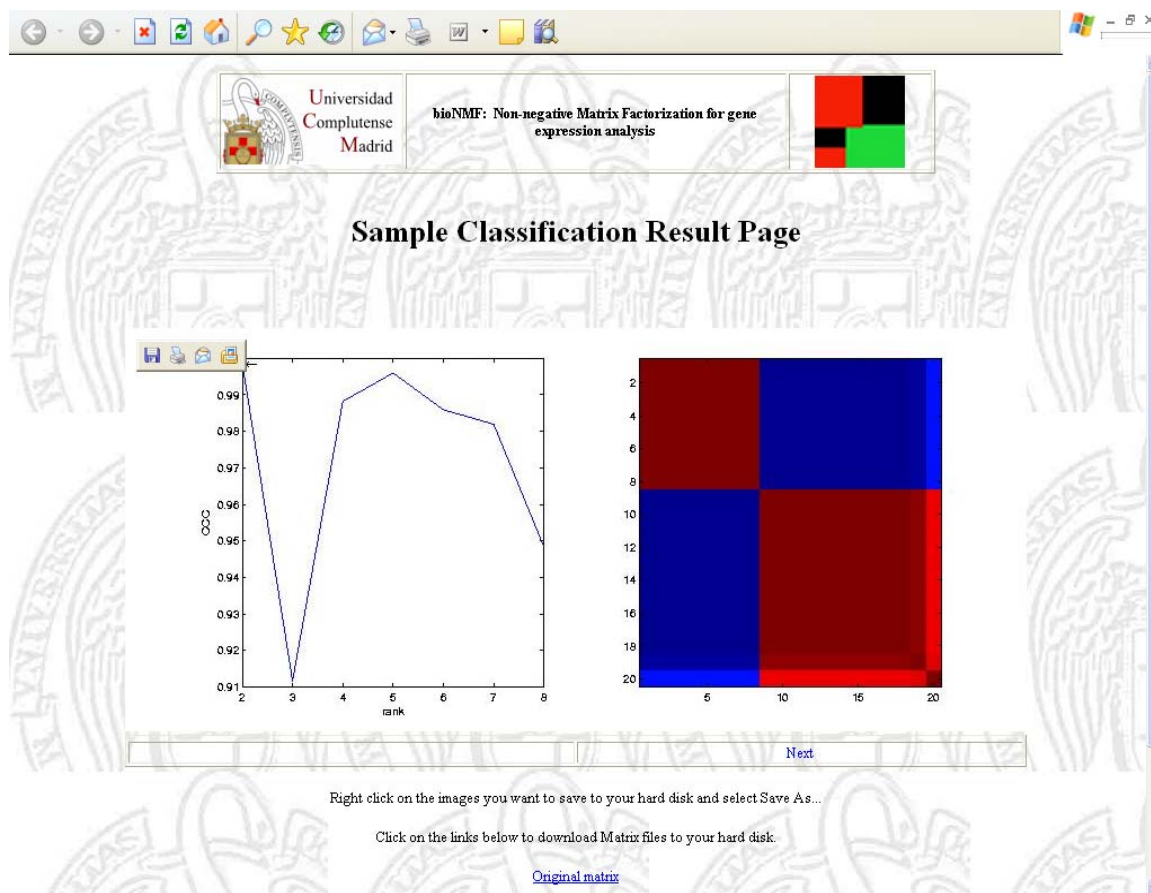 Universidad
Complutense
Madrid
bioNMF: Non-negative Matrix Factorization for gene
expression analysis
Sample Classification Result Page
0.99
0.98
0.97
0.96
0.95
0.94
0.93
0.92
0.91
CCC
2 3 4 5 6 7 8
rank
2
4
6
8
10
12
14
16
18
20
5 10 15 20
Next
Right click on the images you want to save to your hard disk and select Save As...
Click on the links below to download Matrix files to your hard disk.
Original matrix